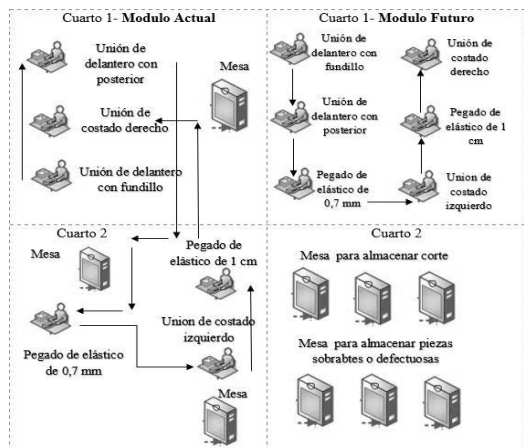 Cuarto 1- Modulo Actual
Unión de
delantero con
posterior
Mesa
Unión de
costado derecho
Unión de delantero
con fundillo
Cuarto 1- Modulo Futuro
Unión de
delantero con
fundillo
Unión de
costado
derecho
Unión de
delantero con
posterior
Pegado de
elástico de 1
cm
Pegado de
elástico de
0,7 mm
Union de
costado
izquierdo
Cuarto 2
Mesa
Pegado de
elástico de 1 cm
Pegado de elástico
de 0,7 mm
Union de costado
izquierdo
Mesa
Cuarto 2
Mesa para almacenar corte
Mesa para almacenar piezas
sobrabtes o defectuosas